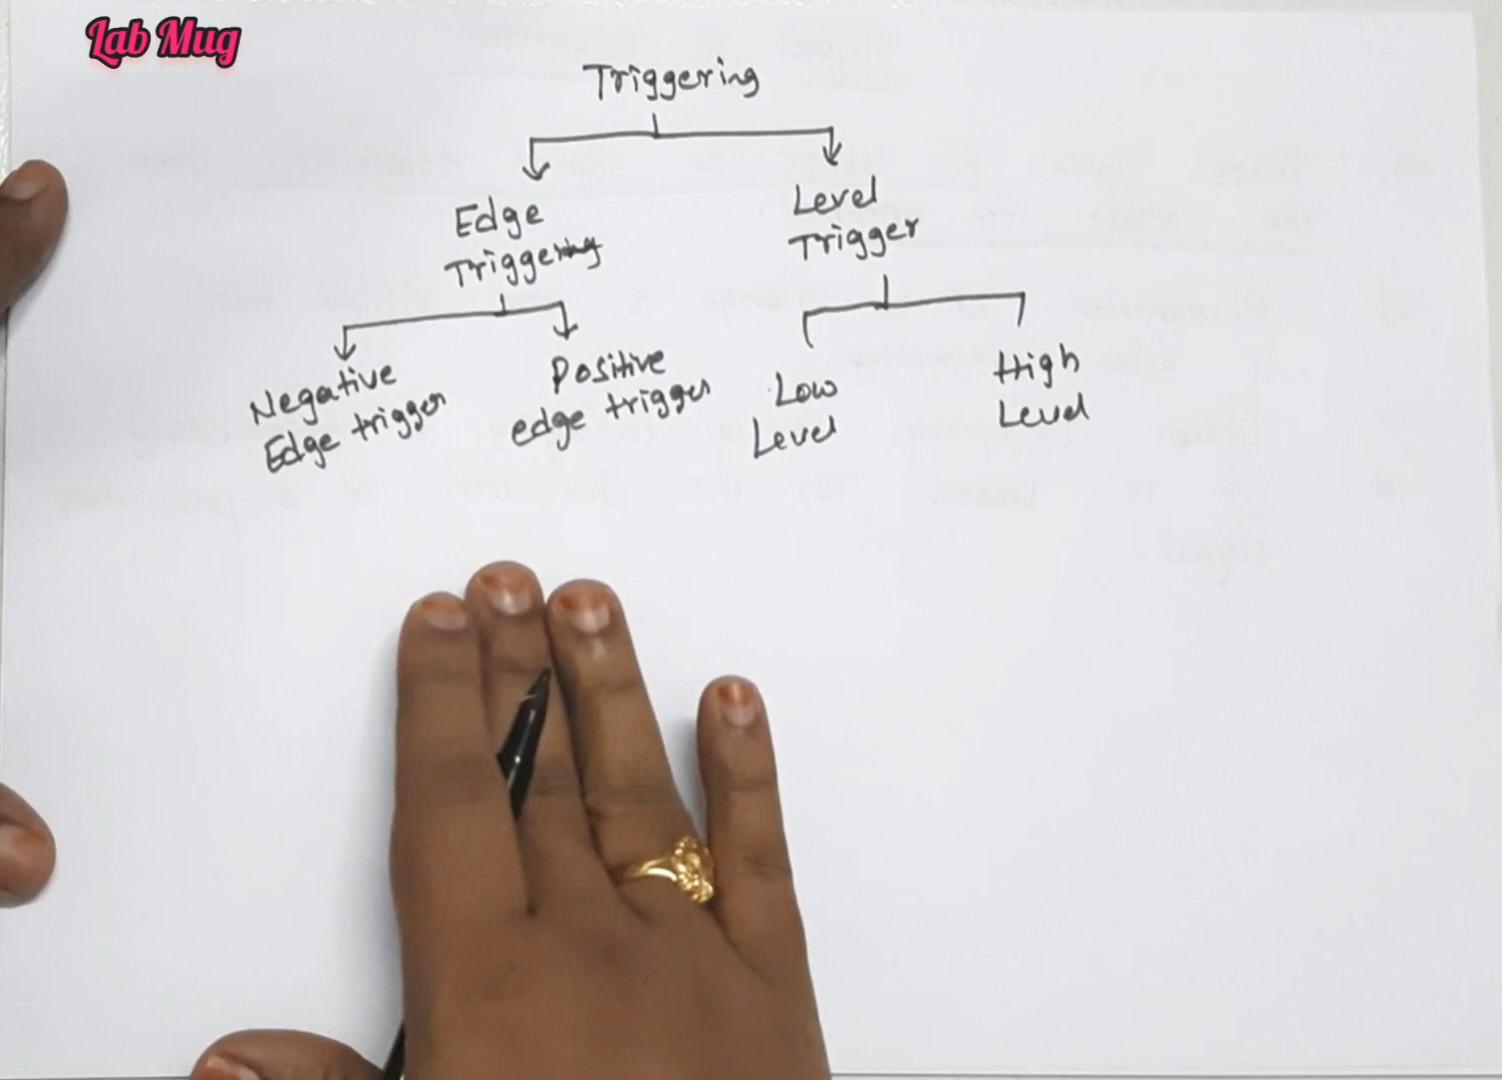 Lab Mug
Triggering
Edge
Triggering
Level
Trigger
Negative
Edge trigger
Positive
edge trigger
Low
Level
High
Level